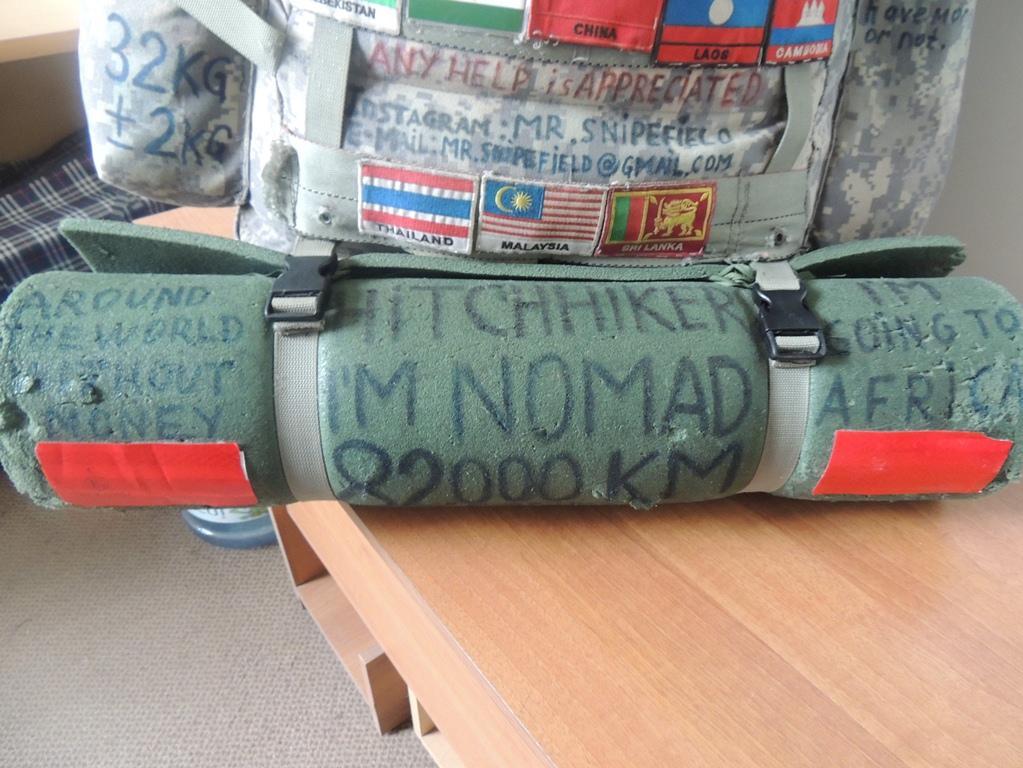 UZBEKISTAN
CHINA
LAOS
CAMBODIA
have mor
or not.
32KG
± 2KG
ANY HELP iS APPRECIATED
INSTAGRAM: MR.SNIPEFIELD
E-MAIL: MR.SNIPEFIELD@GMAIL.COM
THAILAND
MALAYSIA
SRI LANKA
AROUND
THE WORLD
WITHOUT
MONEY
HITCHHIKER
I'M NOMAD
82000 KM
I'M
GOING TO
AFRICA